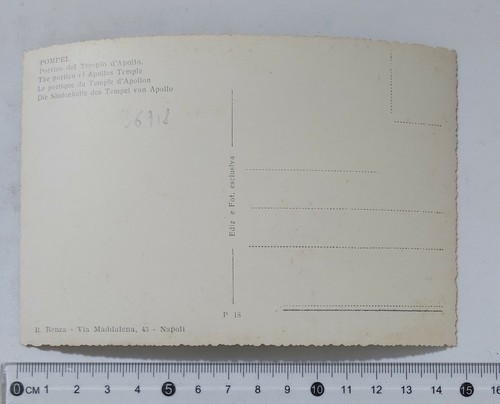 POMPEI.
Portico del Tempio d'Apollo.
The portico of Apollos Temple
Le portique du Temple d'Apollon
Die Säulenhalle des Tempel von Apollo
36918
Ediz e Fot. esclusiva
P 18
R. Renza - Via Maddalena, 43 - Napoli
0 CM 1 2 3 4 5 6 7 8 9 10 11 12 13 14 15 16